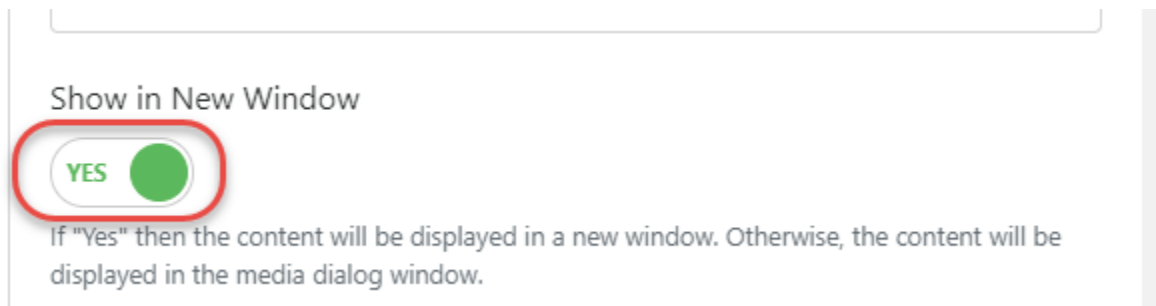 Show in New Window
YES
If "Yes" then the content will be displayed in a new window. Otherwise, the content will be
displayed in the media dialog window.